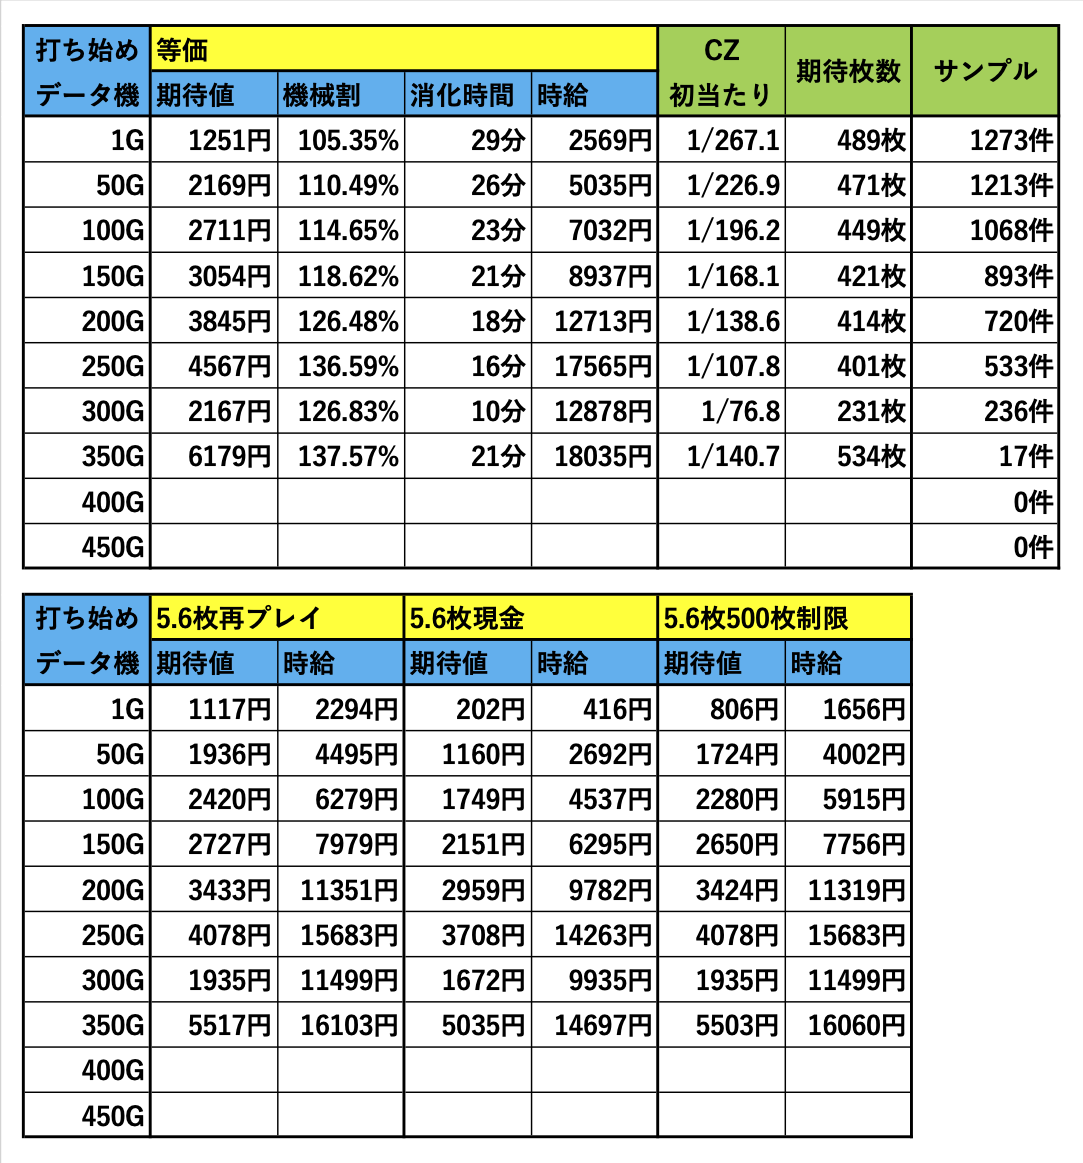 打ち始め 等価 CZ 期待枚数 サンプル
データ機 期待値 機械割 消化時間 時給 初当たり
1G 1251円 105.35% 29分 2569円 1/267.1 489枚 1273件
50G 2169円 110.49% 26分 5035円 1/226.9 471枚 1213件
100G 2711円 114.65% 23分 7032円 1/196.2 449枚 1068件
150G 3054円 118.62% 21分 8937円 1/168.1 421枚 893件
200G 3845円 126.48% 18分 12713円 1/138.6 414枚 720件
250G 4567円 136.59% 16分 17565円 1/107.8 401枚 533件
300G 2167円 126.83% 10分 12878円 1/76.8 231枚 236件
350G 6179円 137.57% 21分 18035円 1/140.7 534枚 17件
400G 0件
450G 0件
打ち始め 5.6枚再プレイ 5.6枚現金 5.6枚500枚制限
データ機 期待値 時給 期待値 時給 期待値 時給
1G 1117円 2294円 202円 416円 806円 1656円
50G 1936円 4495円 1160円 2692円 1724円 4002円
100G 2420円 6279円 1749円 4537円 2280円 5915円
150G 2727円 7979円 2151円 6295円 2650円 7756円
200G 3433円 11351円 2959円 9782円 3424円 11319円
250G 4078円 15683円 3708円 14263円 4078円 15683円
300G 1935円 11499円 1672円 9935円 1935円 11499円
350G 5517円 16103円 5035円 14697円 5503円 16060円
400G
450G